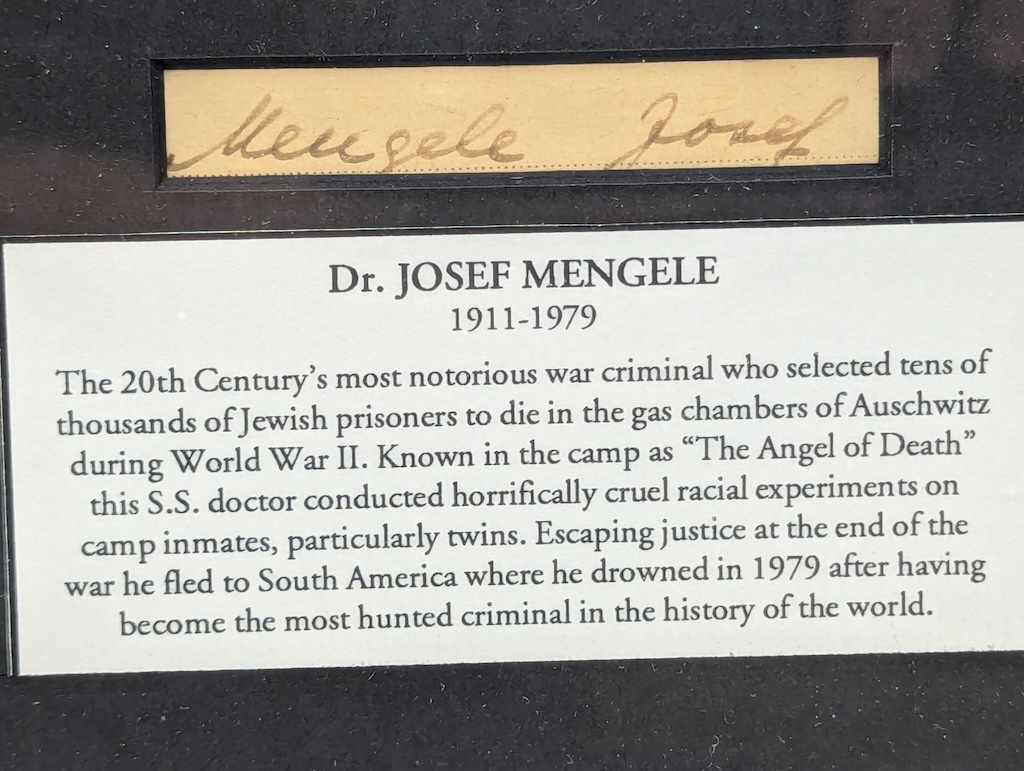 Mengele Josef
Dr. JOSEF MENGELE
1911-1979
The 20th Century's most notorious war criminal who selected tens of
thousands of Jewish prisoners to die in the gas chambers of Auschwitz
during World War II. Known in the camp as “The Angel of Death”
this S.S. doctor conducted horrifically cruel racial experiments on
camp inmates, particularly twins. Escaping justice at the end of the
war he fled to South America where he drowned in 1979 after having
become the most hunted criminal in the history of the world.